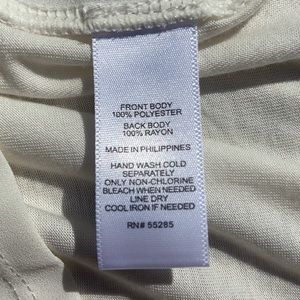 FRONT BODY
100% POLYESTER
BACK BODY
100% RAYON
MADE IN PHILIPPINES
HAND WASH COLD
SEPARATELY
ONLY NON-CHLORINE
BLEACH WHEN NEEDED
LINE DRY
COOL IRON IF NEEDED
RN# 55285